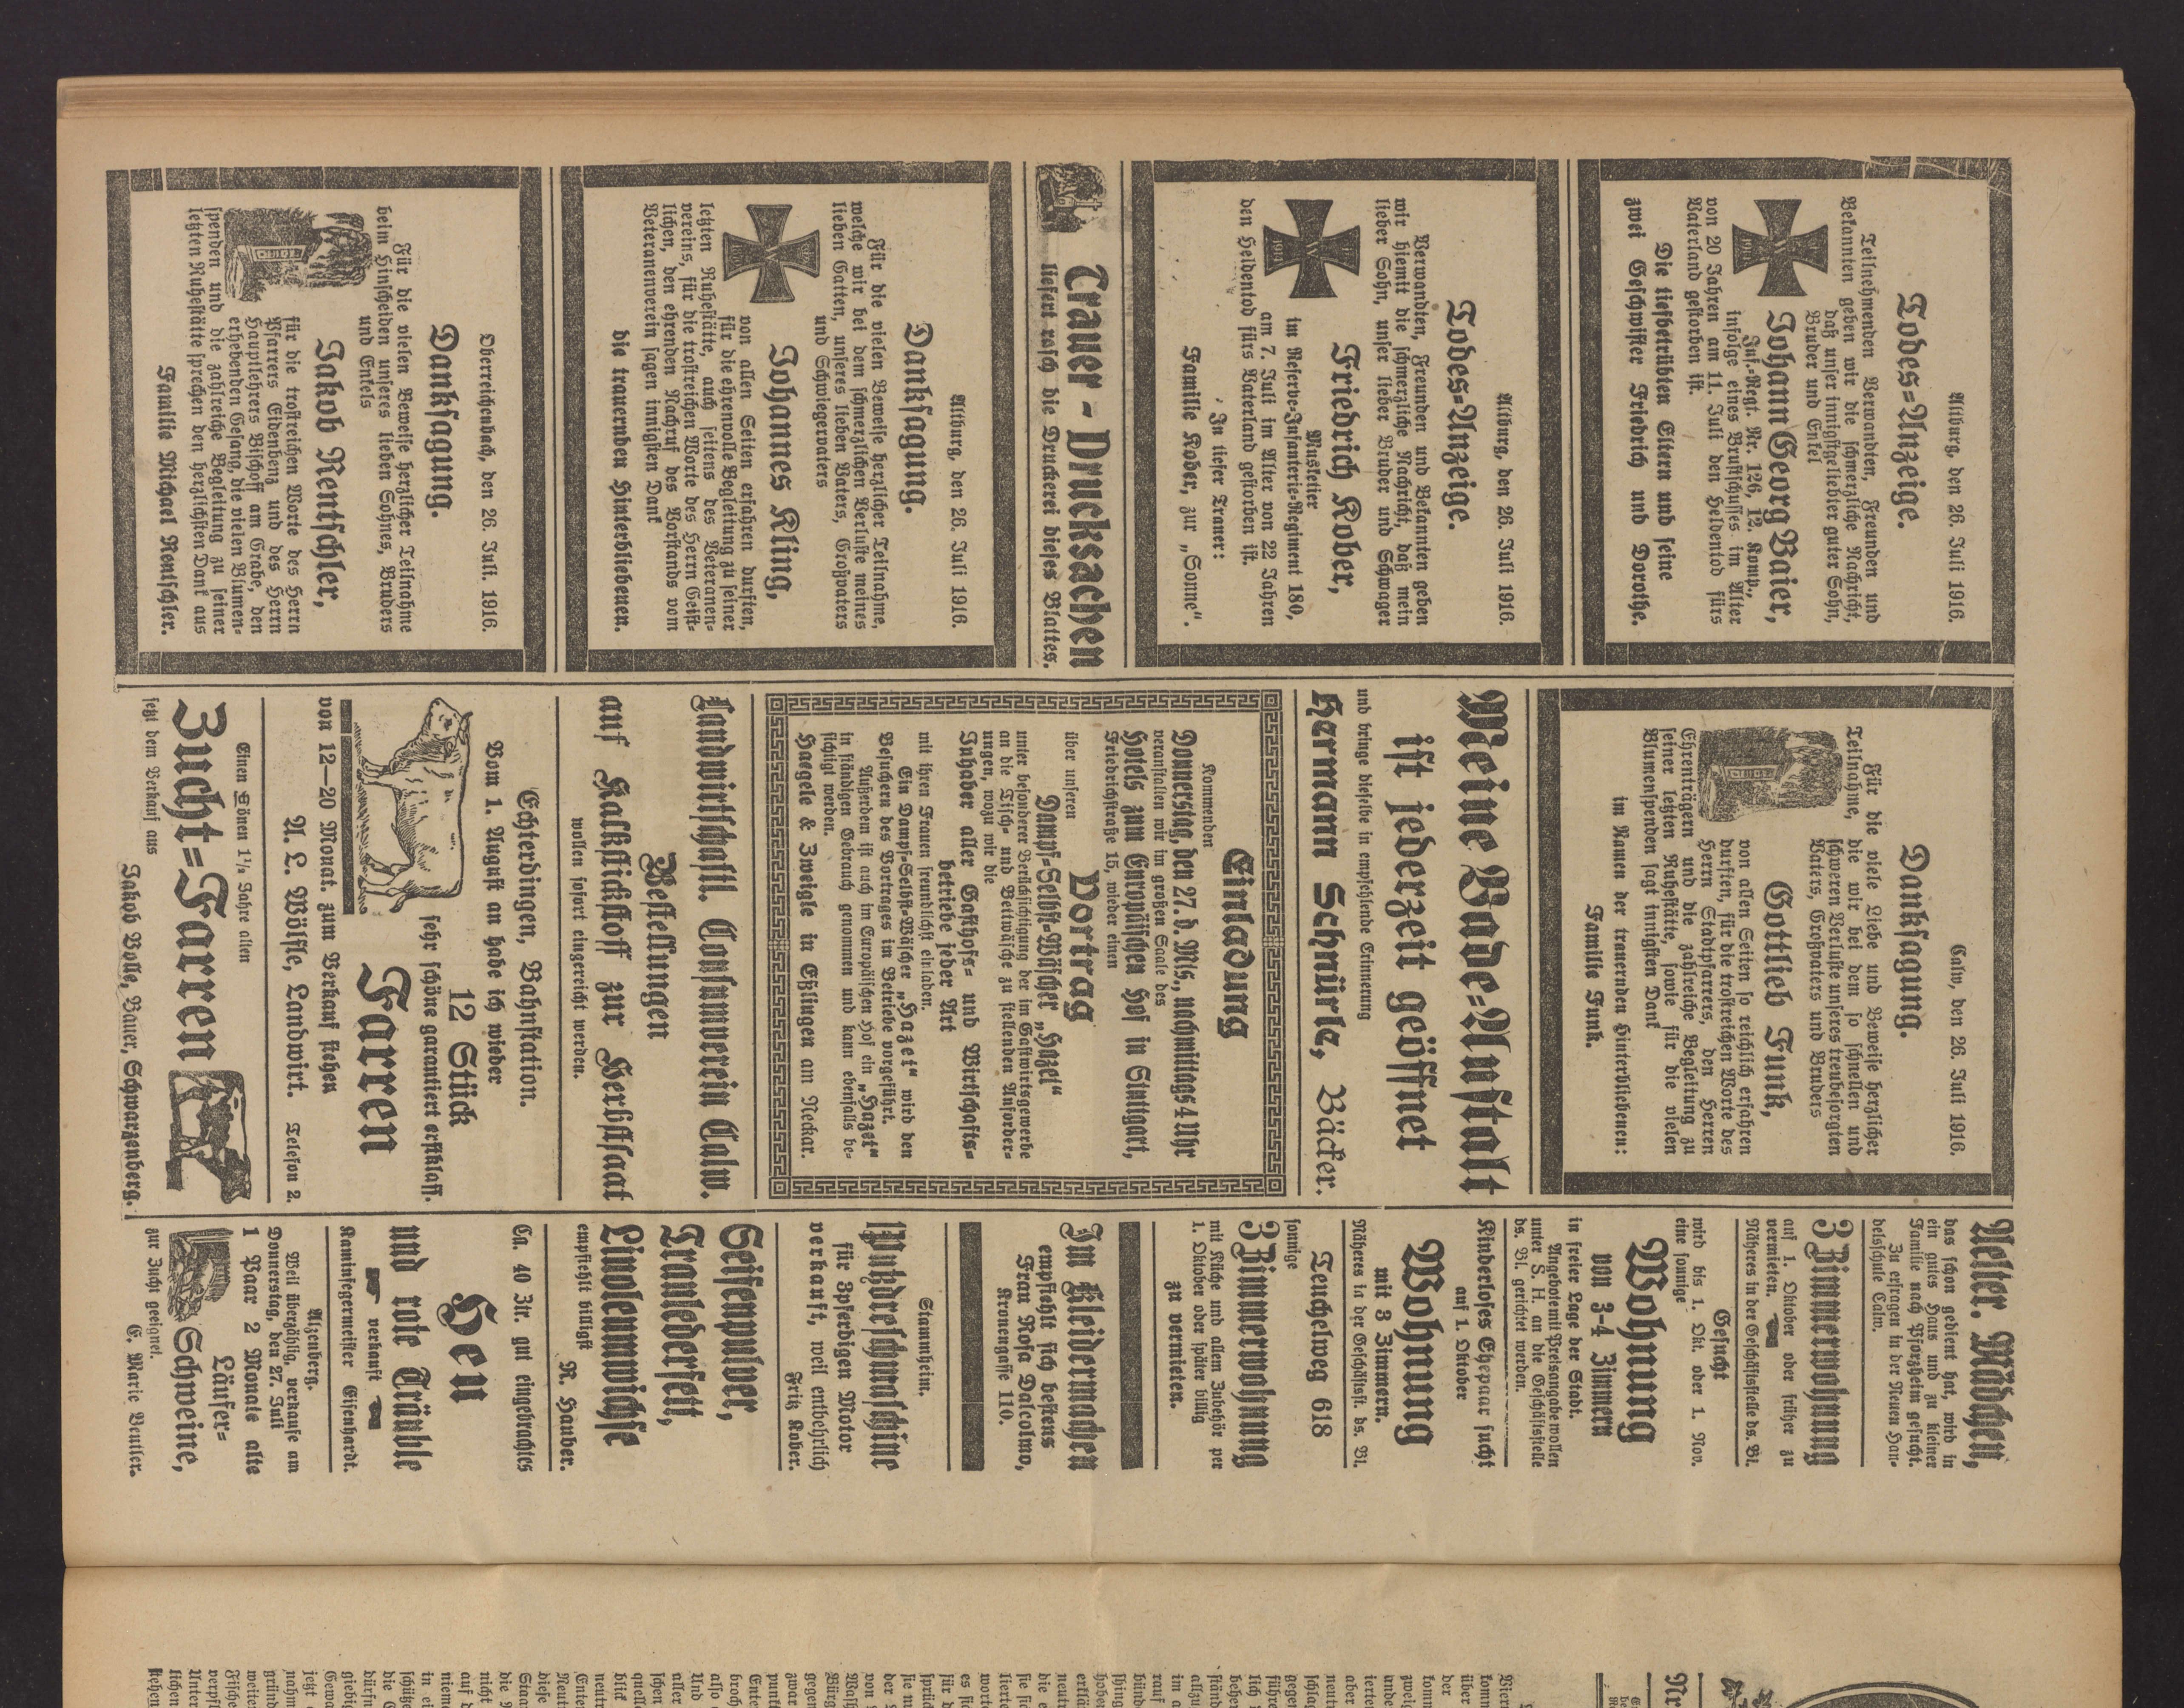 Altburg, den 26. Juli 1916.
Todes=Anzeige.
Teilnehmenden Verwandten, Freunden und
Bekannten geben wir die schmerzliche Nachricht,
daß unser innigstgeliebter guter Sohn,
Bruder und Enkel
Johann Georg Baier,
Inf.=Regt. Nr. 126, 12. Komp.,
infolge eines Brustschusses im Alter
von 20 Jahren am 11. Juli den Heldentod fürs
Vaterland gestorben ist.
Die tiefbetrübten Eltern und seine
zwei Geschwister Friedrich und Dorothe.
Altburg, den 26. Juli 1916.
Todes=Anzeige.
Verwandten, Freunden und Bekannten geben
wir hiemit die schmerzliche Nachricht, daß mein
lieber Sohn, unser lieber Bruder und Schwager
Friedrich Kober,
Musketier
im Reserve=Infanterie=Regiment 180,
am 7. Juli im Alter von 22 Jahren
den Heldentod fürs Vaterland gestorben ist.
In tiefer Trauer:
Familie Kober, zur „Sonne“.
Trauer - Drucksachen
liefert rasch die Druckerei dieses Blattes.
Altburg, den 26. Juli 1916.
Danksagung.
Für die vielen Beweise herzlicher Teilnahme,
welche wir bei dem schmerzlichen Verluste meines
lieben Gatten, unseres lieben Vaters, Großvaters
und Schwiegervaters
Johannes Kling,
von allen Seiten erfahren durften,
für die ehrenvolle Begleitung zu seiner
letzten Ruhestätte, auch seitens des Veteranen=
vereins, für die trostreichen Worte des Herrn Geist=
lichen, den ehrenden Nachruf des Vorstands vom
Veteranenverein sagen innigsten Dank
die trauernden Hinterbliebenen.
Oberreichenbach, den 26. Juli. 1916.
Danksagung.
Für die vielen Beweise herzlicher Teilnahme
beim Hinscheiden unseres lieben Sohnes, Bruders
und Enkels
Jakob Rentschler,
für die trostreichen Worte des Herrn
Pfarrers Eidenbenz und des Herrn
Hauptlehrers Bischoff am Grabe, den
erhebenden Gesang, die vielen Blumen=
spenden und die zahlreiche Begleitung zu seiner
letzten Ruhestätte sprechen den herzlichsten Dank aus
Familie Michael Rentschler.
Calw, den 26. Juli 1916.
Danksagung.
Für die viele Liebe und Beweise herzlicher
Teilnahme, die wir bei dem so schnellen und
schweren Verluste unseres treubesorgten
Vaters, Großvaters und Bruders
Gottlieb Funk,
von allen Seiten so reichlich erfahren
durften, für die trostreichen Worte des
Herrn Stadtpfarrers, den Herren
Ehrenträgern und die zahlreiche Begleitung zu
seiner letzten Ruhestätte, sowie für die vielen
Blumenspenden sagt innigsten Dank
im Namen der trauernden Hinterbliebenen:
Familie Funk.
Meine Bade=Anstalt
ist jederzeit geöffnet
und bringe dieselbe in empfehlende Erinnerung
Hermann Schnürle, Bäcker.
Einladung
Kommenden
Donnerstag, den 27. d. Mts., nachmittags 4 Uhr
veranstalten wir im großen Saale des
Hotels zum Europäischen Hof in Stuttgart,
Friedrichstraße 15, wieder einen
Vortrag
über unseren
Dampf=Selbst=Wäscher „Hazet“
unter besonderer Berücksichtigung der im Gastwirtsgewerbe
an die Tisch= und Bettwäsche zu stellenden Anforder=
ungen, wozu wir die
Inhaber aller Gasthofs= und Wirtschafts=
betriebe jeder Art
mit ihren Frauen freundlichst einladen.
Ein Dampf=Selbst=Wäscher „Hazet“ wird den
Besuchern des Vortrages im Betriebe vorgeführt.
Außerdem ist auch im Europäischen Hof ein „Hazet“
in ständigen Gebrauch genommen und kann ebenfalls be=
sichtigt werden.
Haegele & Zweigle in Eßlingen am Neckar.
Landwirtschaftl. Consumverein Calw.
Bestellungen
auf Kalkstickstoff zur Herbstsaat
wollen sofort eingereicht werden.
Echterdingen, Bahnstation.
Vom 1. August an habe ich wieder
12 Stück
sehr schöne garantiert erstklass.
Farren
von 12—20 Monat. zum Verkauf stehen
A. L. Wölfle, Landwirt. Telefon 2.
Einen schönen 1½ Jahre alten
Zucht=Farren
setzt dem Verkauf aus
Jakob Bolle, Bauer, Schwarzenberg.
Aelter. Mädchen,
das schon gedient hat, wird in
ein gutes Haus und zu kleiner
Familie nach Pforzheim gesucht.
Zu erfragen in der Neuen Han=
delsschule Calw.
3 Zimmerwohnung
auf 1. Oktober oder früher zu
vermieten.
Näheres in der Geschäftsstelle ds. Bl.
Gesucht
wird bis 1. Okt. oder 1. Nov.
eine sonnige
Wohnung
von 3-4 Zimmern
in freier Lage der Stadt.
Angebote mit Preisangabe wollen
unter S. H. an die Geschäftsstelle
ds. Bl. gerichtet werden.
Kinderloses Ehepaar sucht
auf 1. Oktober
Wohnung
mit 3 Zimmern.
Näheres in der Geschäftsst. ds. Bl.
Teuchelweg 618
sonnige
3 Zimmerwohnung
mit Küche und allem Zubehör per
1. Oktober oder später billig
zu vermieten.
Im Kleidermachen
empfiehlt sich bestens
Frau Rosa Dalcolmo,
Kronengasse 110.
Stammheim.
Putzdreschmaschine
für 3pferdigen Motor
verkauft, weil entbehrlich
Fritz Kober.
Seifenpulver,
Tranlederfett,
Linoleumwichse
empfiehlt billigst
R. Hauber.
Ca. 40 Ztr. gut eingebrachtes
Heu
und rote Träuble
verkauft
Kaminfegermeister Eisenhardt.
Alzenberg.
Weil überzählig, verkaufe am
Donnerstag, den 27. Juli
1 Paar 2 Monate alte
Läufer=
Schweine,
zur Zucht geeignet.
E. Marie Beutler.